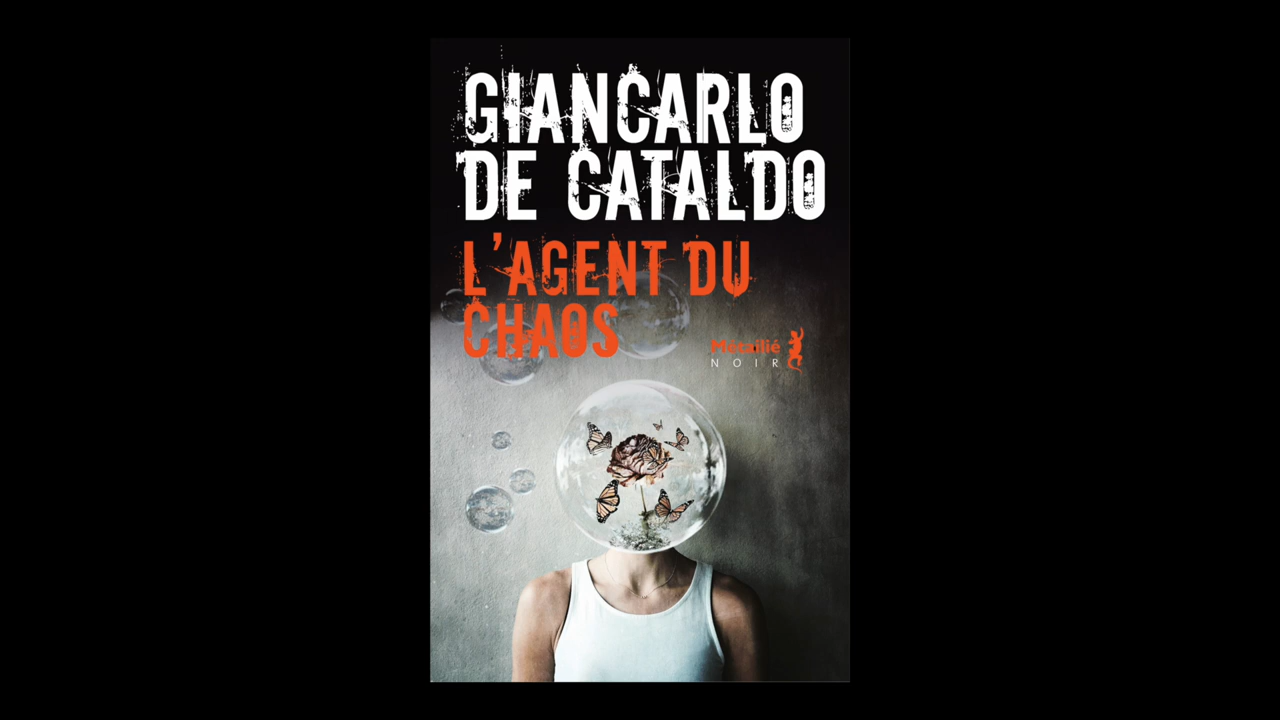 GIANCARLO
DE CATALDO
L'AGENT DU
CHAOS
Métailié
NOIR